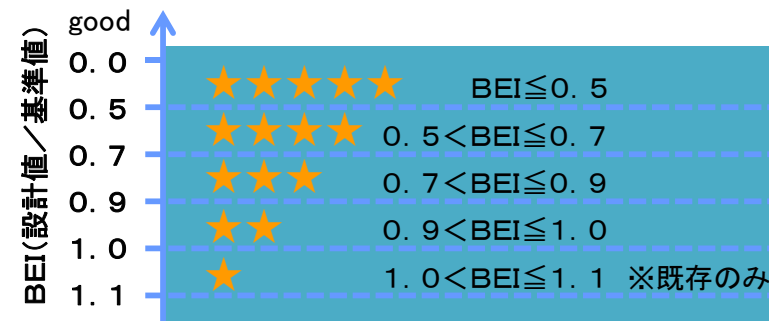 good
BEI(設計値／基準値)
0.0
★★★★★ BEI≦0.5
0.5
★★★★ 0.5<BEI≦0.7
0.7
★★★ 0.7<BEI≦0.9
0.9
★★ 0.9<BEI≦1.0
1.0
★ 1.0<BEI≦1.1 ※既存のみ
1.1